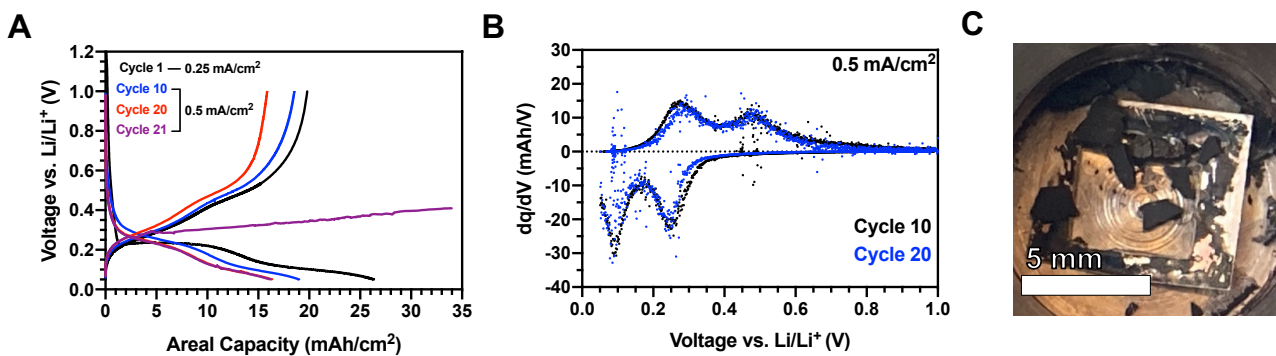 A
Voltage vs. Li/Li⁺ (V)
1.2
1.0
0.8
0.6
0.4
0.2
0.0
Cycle 1 — 0.25 mA/cm²
Cycle 10
Cycle 20
Cycle 21
0.5 mA/cm²
0 5 10 15 20 25 30 35
Areal Capacity (mAh/cm²)
B
dq/dV (mAh/V)
30
20
10
0
-10
-20
-30
0.5 mA/cm²
Cycle 10
Cycle 20
0.0 0.2 0.4 0.6 0.8 1.0
Voltage vs. Li/Li⁺ (V)
C
5 mm